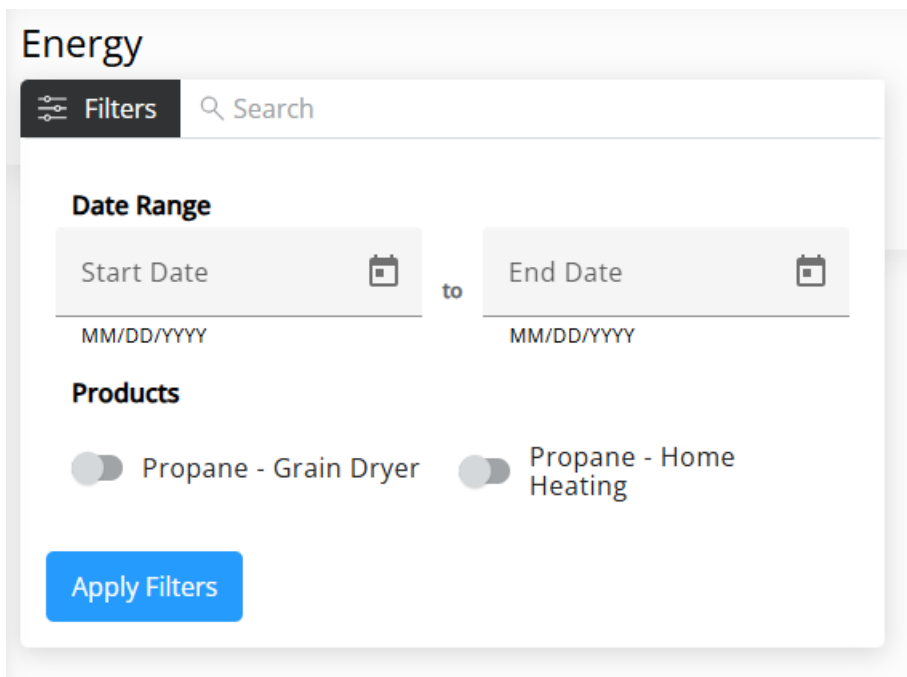 Energy
Filters
Search
Date Range
Start Date
to
End Date
MM/DD/YYYY
MM/DD/YYYY
Products
Propane - Grain Dryer
Propane - Home
Heating
Apply Filters